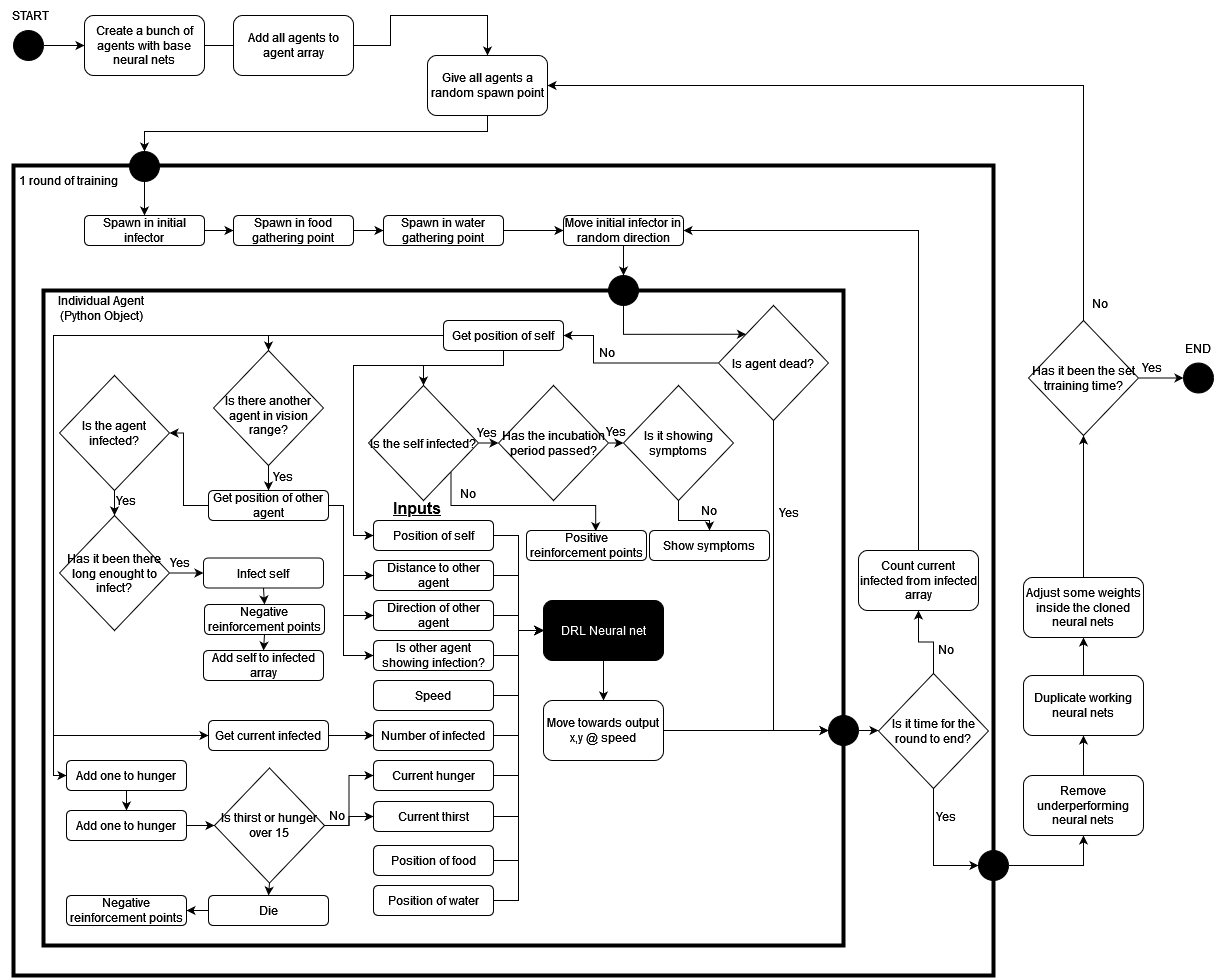 START
Create a bunch of
agents with base
neural nets
Add all agents to
agent array
Give all agents a
random spawn point
1 round of training
Spawn in initial
infector
Spawn in food
gathering point
Spawn in water
gathering point
Move initial infector in
random direction
Individual Agent
(Python Object)
Get position of self
No
Is agent dead?
Yes
Is there another
agent in vision
range?
Yes
Get position of other
agent
Is the agent
infected?
Yes
Has it been there
long enought to
infect?
Yes
Infect self
Negative
reinforcement points
Add self to infected
array
Is the self infected?
Yes
No
Has the incubation
period passed?
Yes
Is it showing
symptoms
No
Positive
reinforcement points
Show symptoms
Inputs
Position of self
Distance to other
agent
Direction of other
agent
Is other agent
showing infection?
Speed
Get current infected
Number of infected
Add one to hunger
Add one to hunger
Is thirst or hunger
over 15
No
Current hunger
Current thirst
Position of food
Position of water
Die
Negative
reinforcement points
DRL Neural net
Move towards output
x,y @ speed
Is it time for the
round to end?
No
Yes
Count current
infected from infected
array
Remove
underperforming
neural nets
Duplicate working
neural nets
Adjust some weights
inside the cloned
neural nets
Has it been the set
trraining time?
No
Yes
END